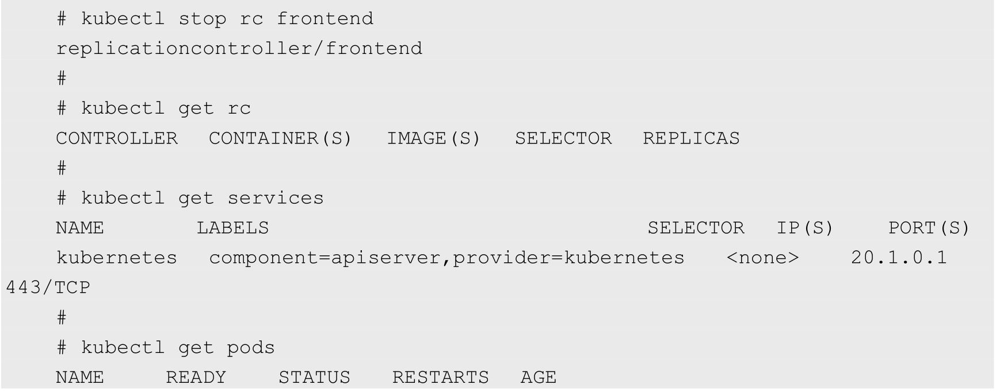 # kubectl stop rc frontend
replicationcontroller/frontend
#
# kubectl get rc
CONTROLLER   CONTAINER(S)   IMAGE(S)   SELECTOR   REPLICAS
#
# kubectl get services
NAME   LABELS   SELECTOR   IP(S)   PORT(S)
kubernetes   component=apiserver,provider=kubernetes   <none>   20.1.0.1
443/TCP
#
# kubectl get pods
NAME   READY   STATUS   RESTARTS   AGE